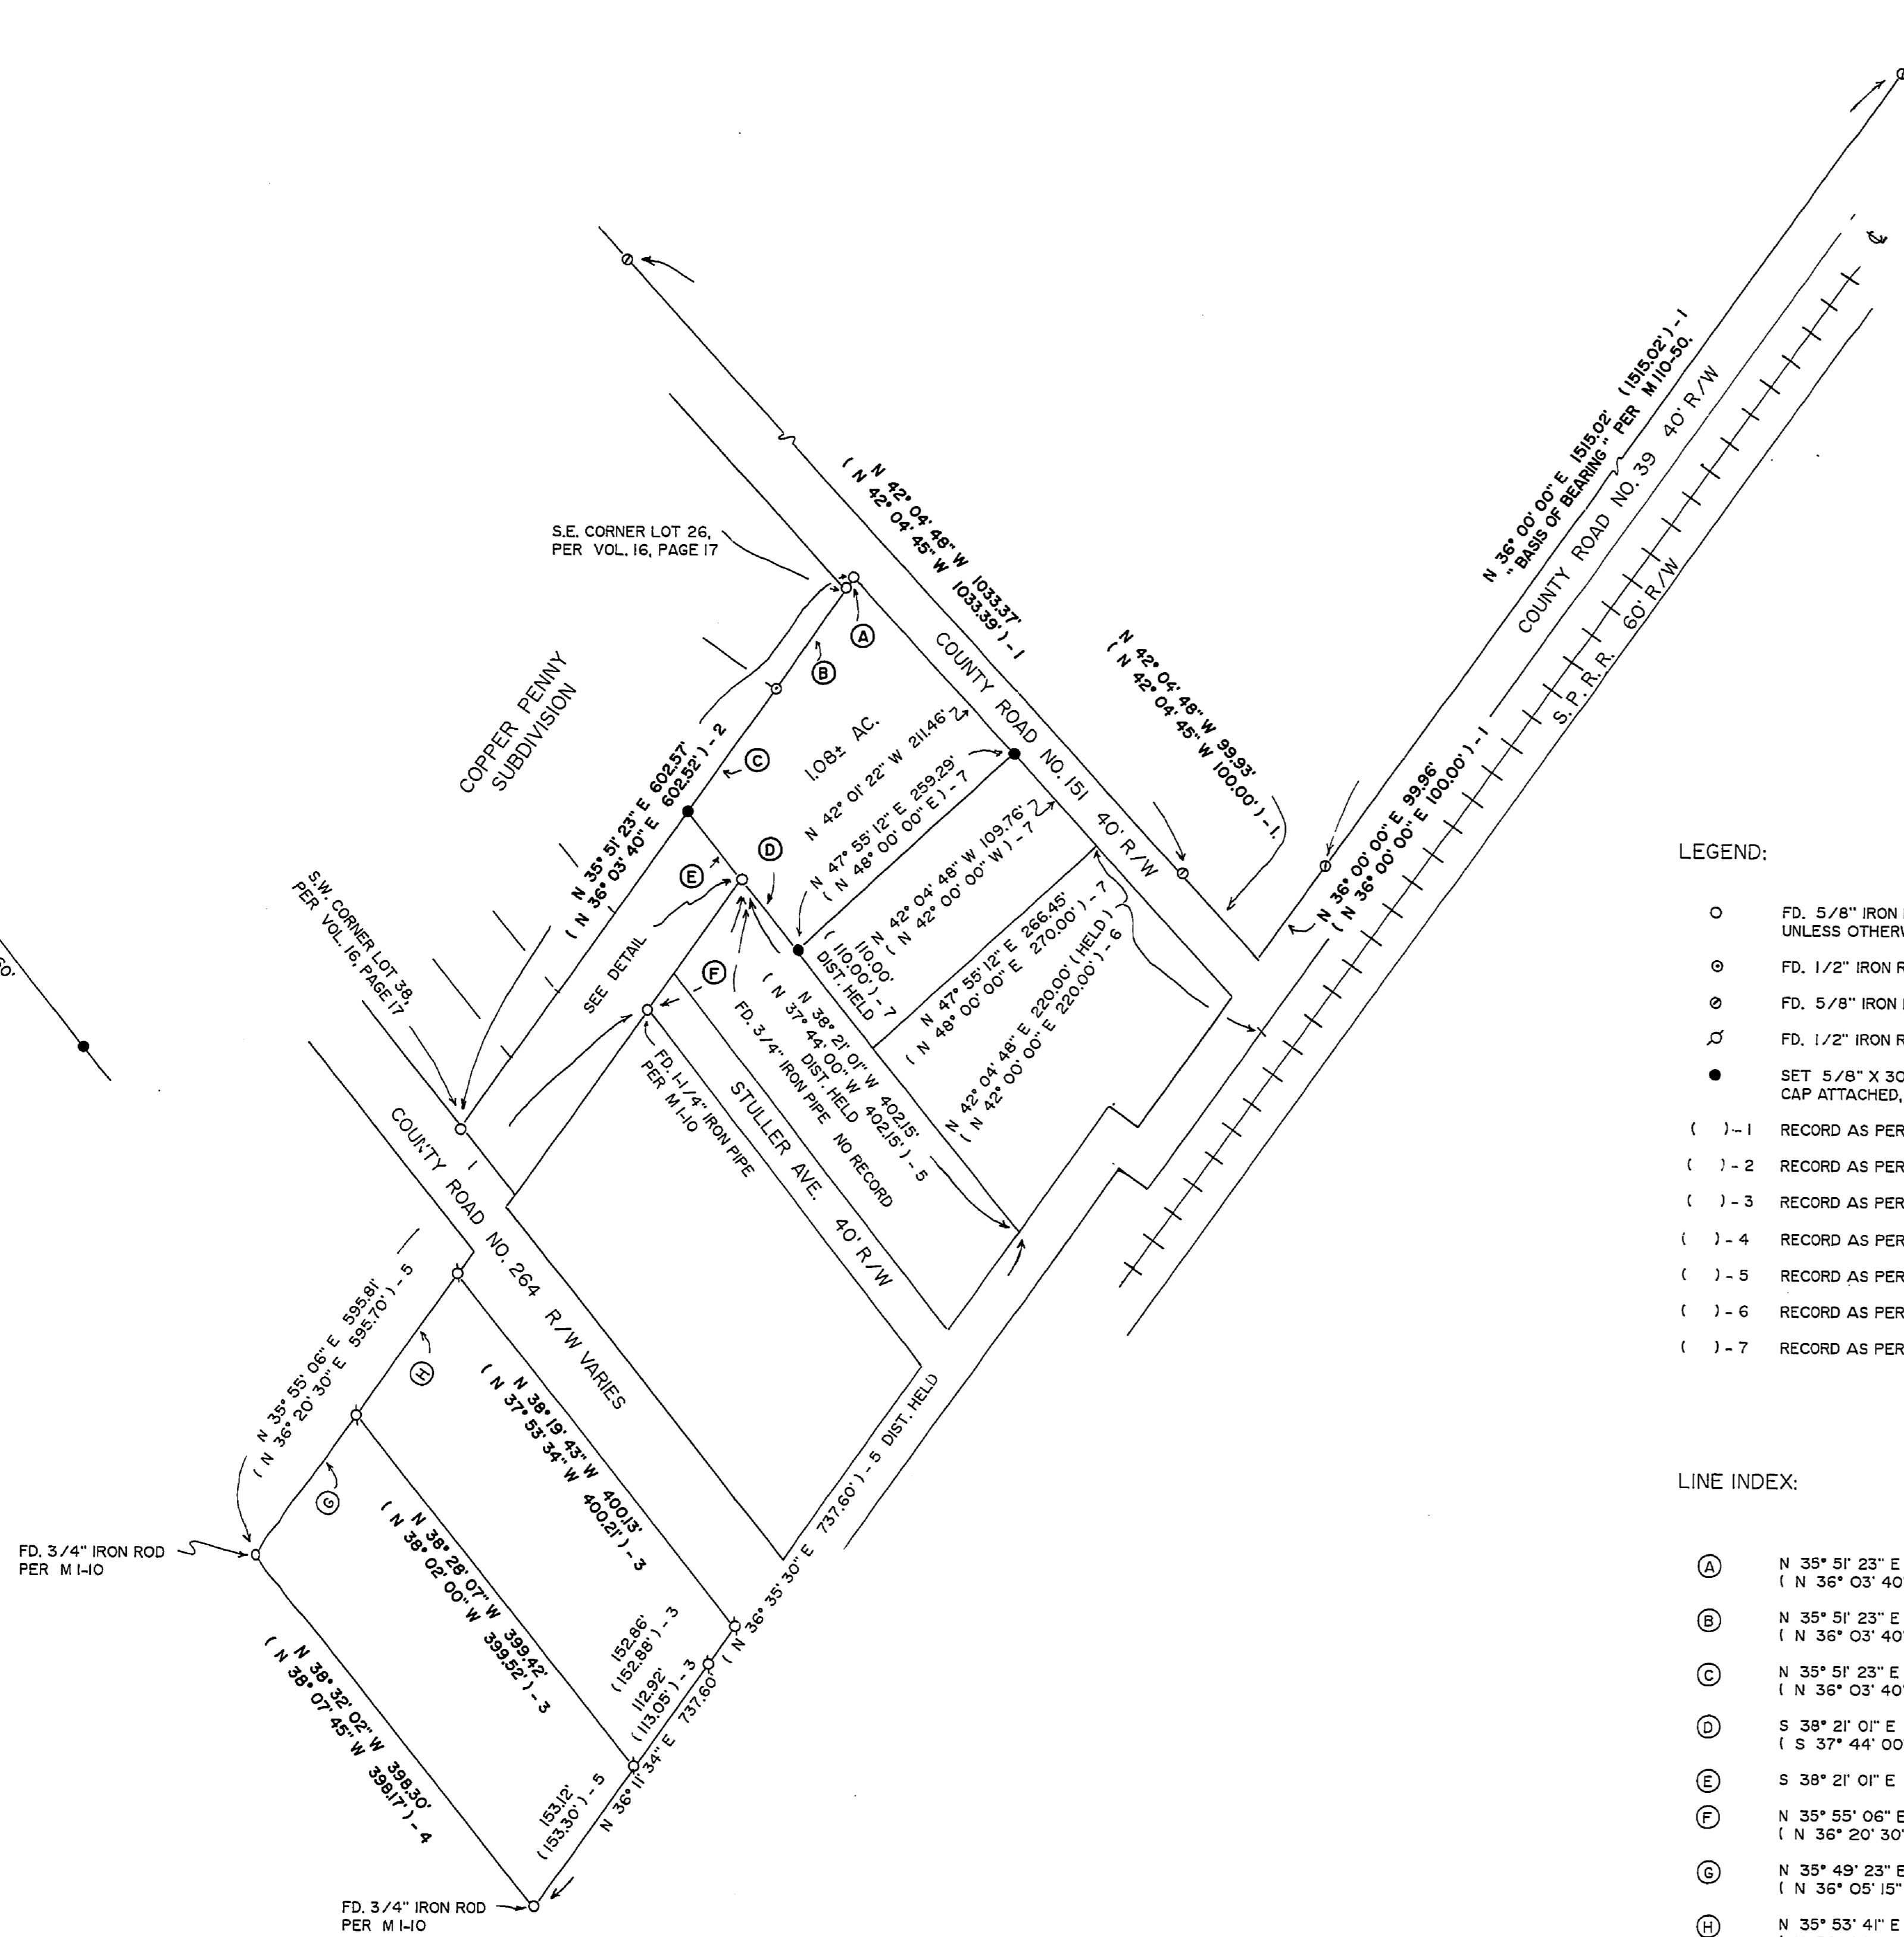 S.E. CORNER LOT 26,
PER VOL. 16, PAGE 17
N 42° 04' 48" W 1033.37'
( N 42° 04' 45" W 1033.39' ) - 1
N 36° 00' 00" E 1515.02' (1515.02' ) - 1
" BASIS OF BEARING " PER M 110-50.
COUNTY ROAD NO. 39 40' R/W
S. P. R. R. 60' R/W
COPPER PENNY
SUBDIVISION
A
B
C
D
E
F
1.08± AC.
COUNTY ROAD NO. 151 40' R/W
N 42° 04' 48" W 99.93'
( N 42° 04' 45" W 100.00' ) - 1.
N 36° 00' 00" E 99.96'
( N 36° 00' 00" E 100.00' ) - 1
N 35° 51' 23" E 602.57'
( N 36° 03' 40" E 602.52' ) - 2
N 42° 01' 22" W 211.46'
N 47° 55' 12" E 259.29'
( N 48° 00' 00" E ) - 7
N 42° 04' 48" W 109.76'
( N 42° 00' 00" W ) - 7
110.00'
( 110.00' ) - 7
DIST. HELD
N 47° 55' 12" E 266.45'
( N 48° 00' 00" E 270.00' ) - 7
N 42° 04' 48" E 220.00' (HELD)
( N 42° 00' 00" E 220.00' ) - 6
S.W. CORNER LOT 38,
PER VOL. 16, PAGE 17
SEE DETAIL
N 38° 21' 01" W 402.15'
( N 37° 44' 00" W 402.15' ) - 5
DIST. HELD
FD. 3/4" IRON PIPE NO RECORD
FD. 1-1/4" IRON PIPE
PER M 1-10
STULLER AVE. 40' R/W
COUNTY ROAD NO. 264 R/W VARIES
60'
N 35° 55' 06" E 595.81'
( N 36° 20' 30" E 595.70' ) - 5
H
G
N 38° 19' 43" W 400.13'
( N 37° 53' 34" W 400.21' ) - 3
N 38° 28' 07" W 399.42'
( N 38° 02' 00" W 399.52' ) - 3
N 38° 32' 02" W 398.30'
( N 38° 07' 45" W 398.17' ) - 4
152.86'
(152.88' ) - 3
112.92'
(113.05' ) - 3
153.12'
(153.30' ) - 5
N 36° 11' 34" E 737.60' ( N 36° 35' 30" E 737.60' ) - 5 DIST. HELD
FD. 3/4" IRON ROD
PER M 1-10
FD. 3/4" IRON ROD
PER M 1-10
LEGEND:
FD. 5/8" IRON
UNLESS
FD. 1/2" IRON
FD. 5/8" IRON
FD. 1/2" IRON
SET 5/8" X 30
CAP ATTACHED,
( ) - 1 RECORD AS PER
( ) - 2 RECORD AS PER
( ) - 3 RECORD AS PER
( ) - 4 RECORD AS PER
( ) - 5 RECORD AS PER
( ) - 6 RECORD AS PER
( ) - 7 RECORD AS PER
LINE INDEX:
A N 35° 51' 23" E
( N 36° 03' 40"
B N 35° 51' 23" E
( N 36° 03' 40"
C N 35° 51' 23" E
( N 36° 03' 40"
D S 38° 21' 01" E
( S 37° 44' 00
E S 38° 21' 01" E
F N 35° 55' 06" E
( N 36° 20' 30"
G N 35° 49' 23" E
( N 36° 05' 15"
H N 35° 53' 41" E